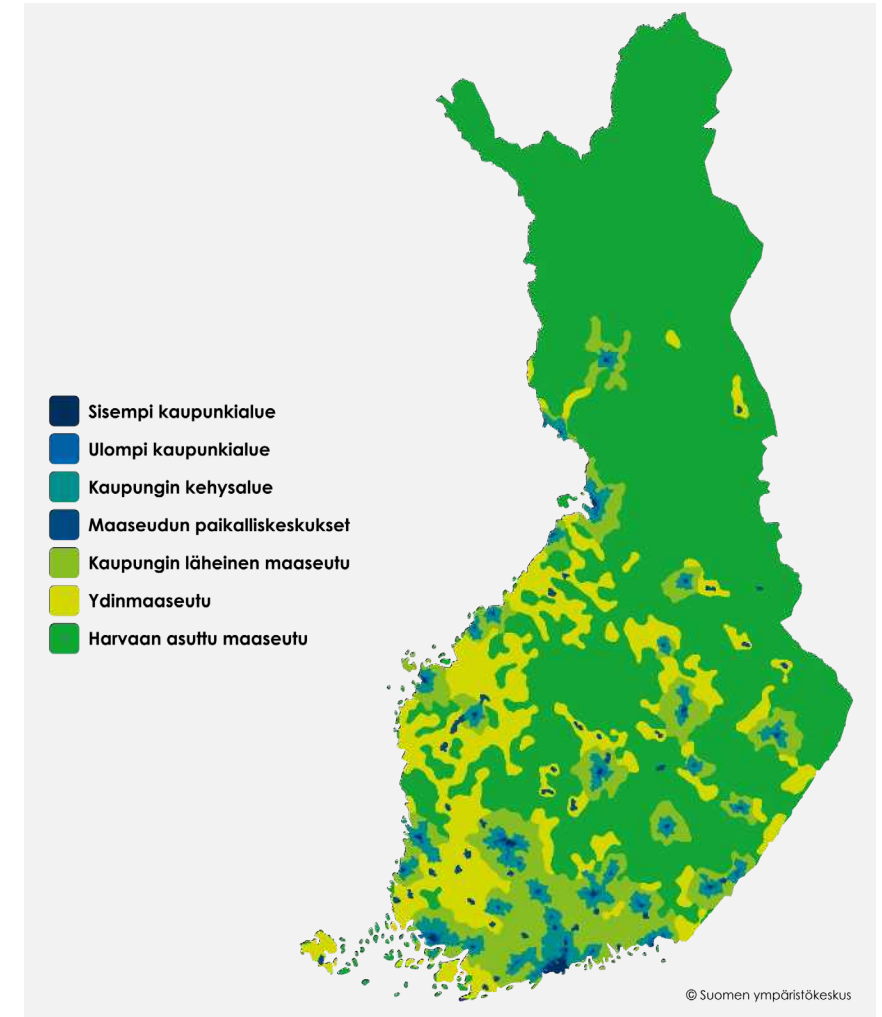 Sisempi kaupunkialue
Ulompi kaupunkialue
Kaupungin kehysalue
Maaseudun paikalliskeskukset
Kaupungin läheinen maaseutu
Ydinmaaseutu
Harvaan asuttu maaseutu
© Suomen ympäristökeskus